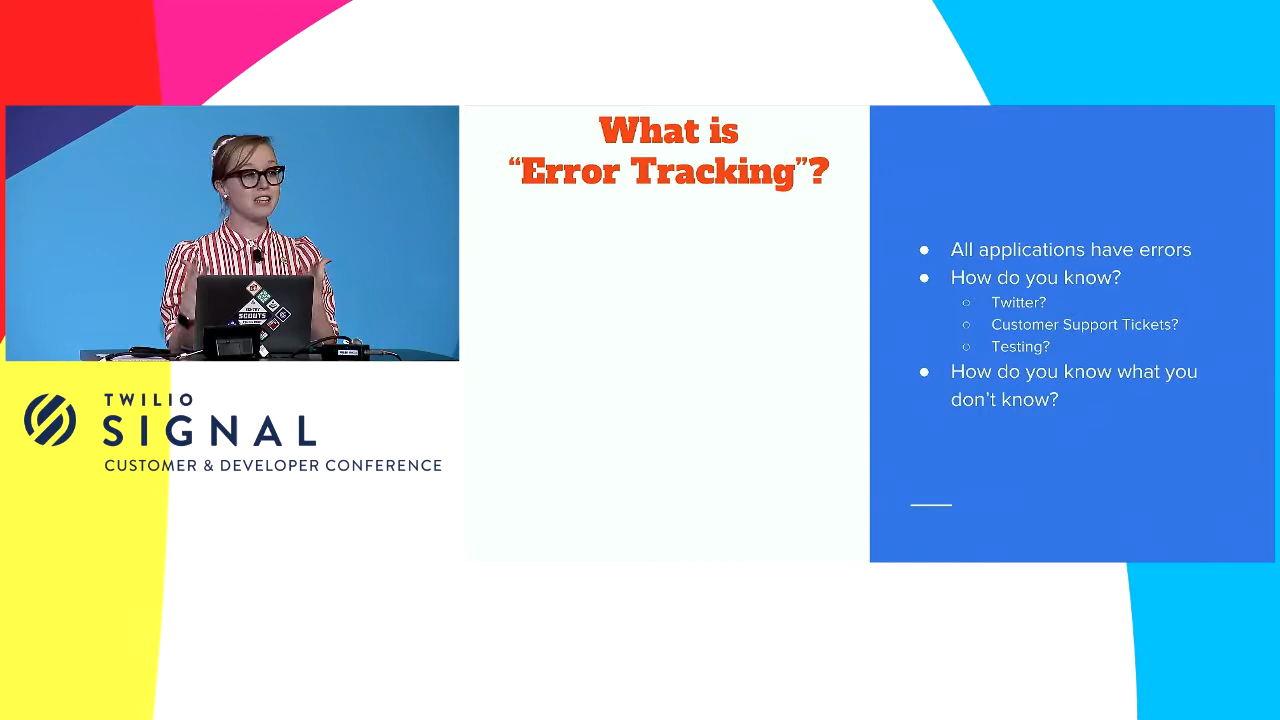 What is
“Error Tracking”?
● All applications have errors
● How do you know?
○ Twitter?
○ Customer Support Tickets?
○ Testing?
● How do you know what you
don’t know?
SCOUTS
TWILIO
SIGNAL
CUSTOMER & DEVELOPER CONFERENCE